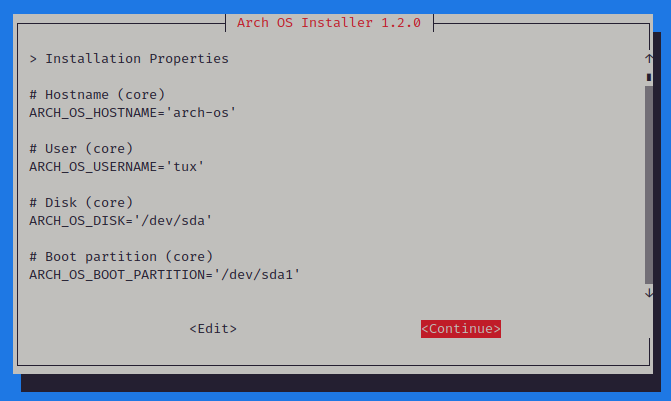 Arch OS Installer 1.2.0
> Installation Properties
# Hostname (core)
ARCH_OS_HOSTNAME='arch-os'
# User (core)
ARCH_OS_USERNAME='tux'
# Disk (core)
ARCH_OS_DISK='/dev/sda'
# Boot partition (core)
ARCH_OS_BOOT_PARTITION='/dev/sda1'
<Edit> <Continue>